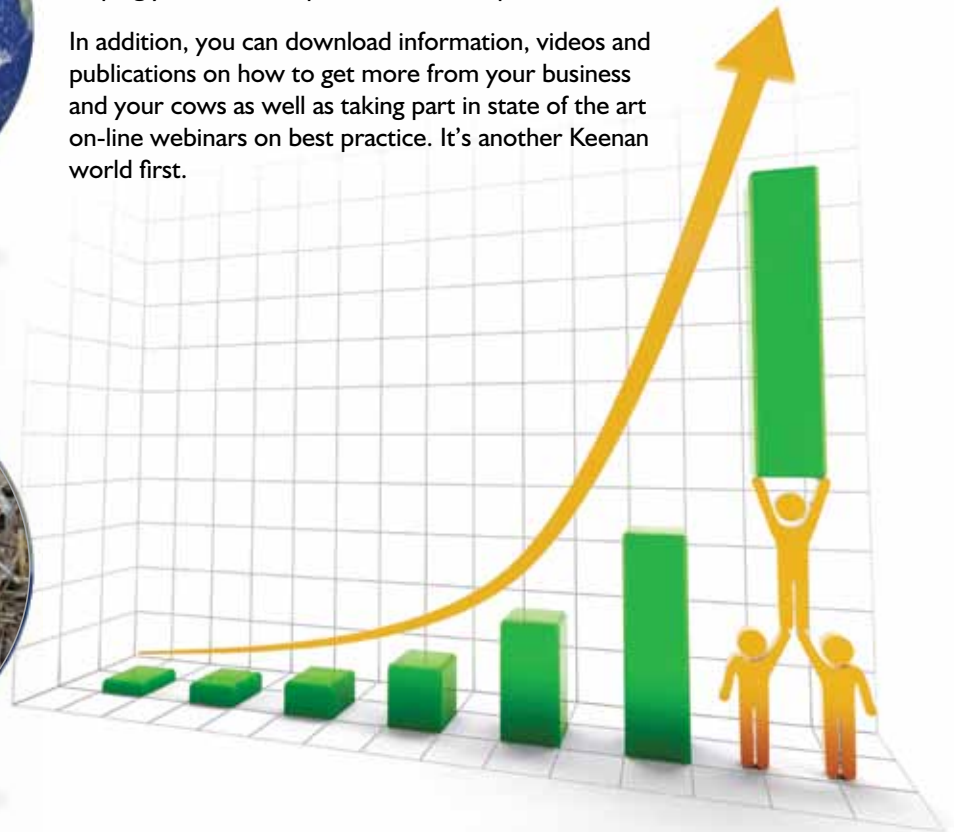 In addition, you can download information, videos and
publications on how to get more from your business
and your cows as well as taking part in state of the art
on-line webinars on best practice. It’s another Keenan
world first.